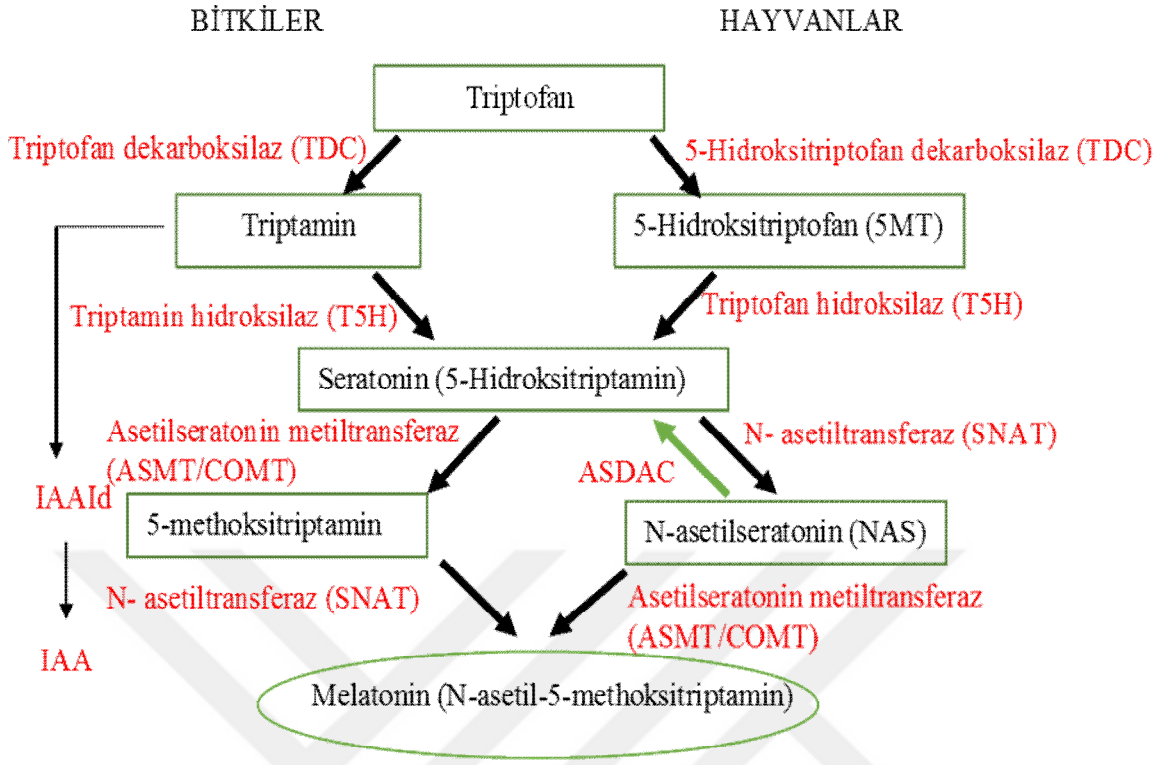 BİTKİLER
HAYVANLAR
Triptofan
Triptofan dekarboksilaz (TDC)
5-Hidroksitriptofan dekarboksilaz (TDC)
Triptamin
5-Hidroksitriptofan (5MT)
Triptamin hidroksilaz (T5H)
Triptofan hidroksilaz (T5H)
Seratonin (5-Hidroksitriptamin)
Asetilseratonin metiltransferaz
(ASMT/COMT)
N- asetiltransferaz (SNAT)
ASDAC
IAAId
5-methoksitriptamin
N-asetilseratonin (NAS)
N- asetiltransferaz (SNAT)
Asetilseratonin metiltransferaz
(ASMT/COMT)
IAA
Melatonin (N-asetil-5-methoksitriptamin)